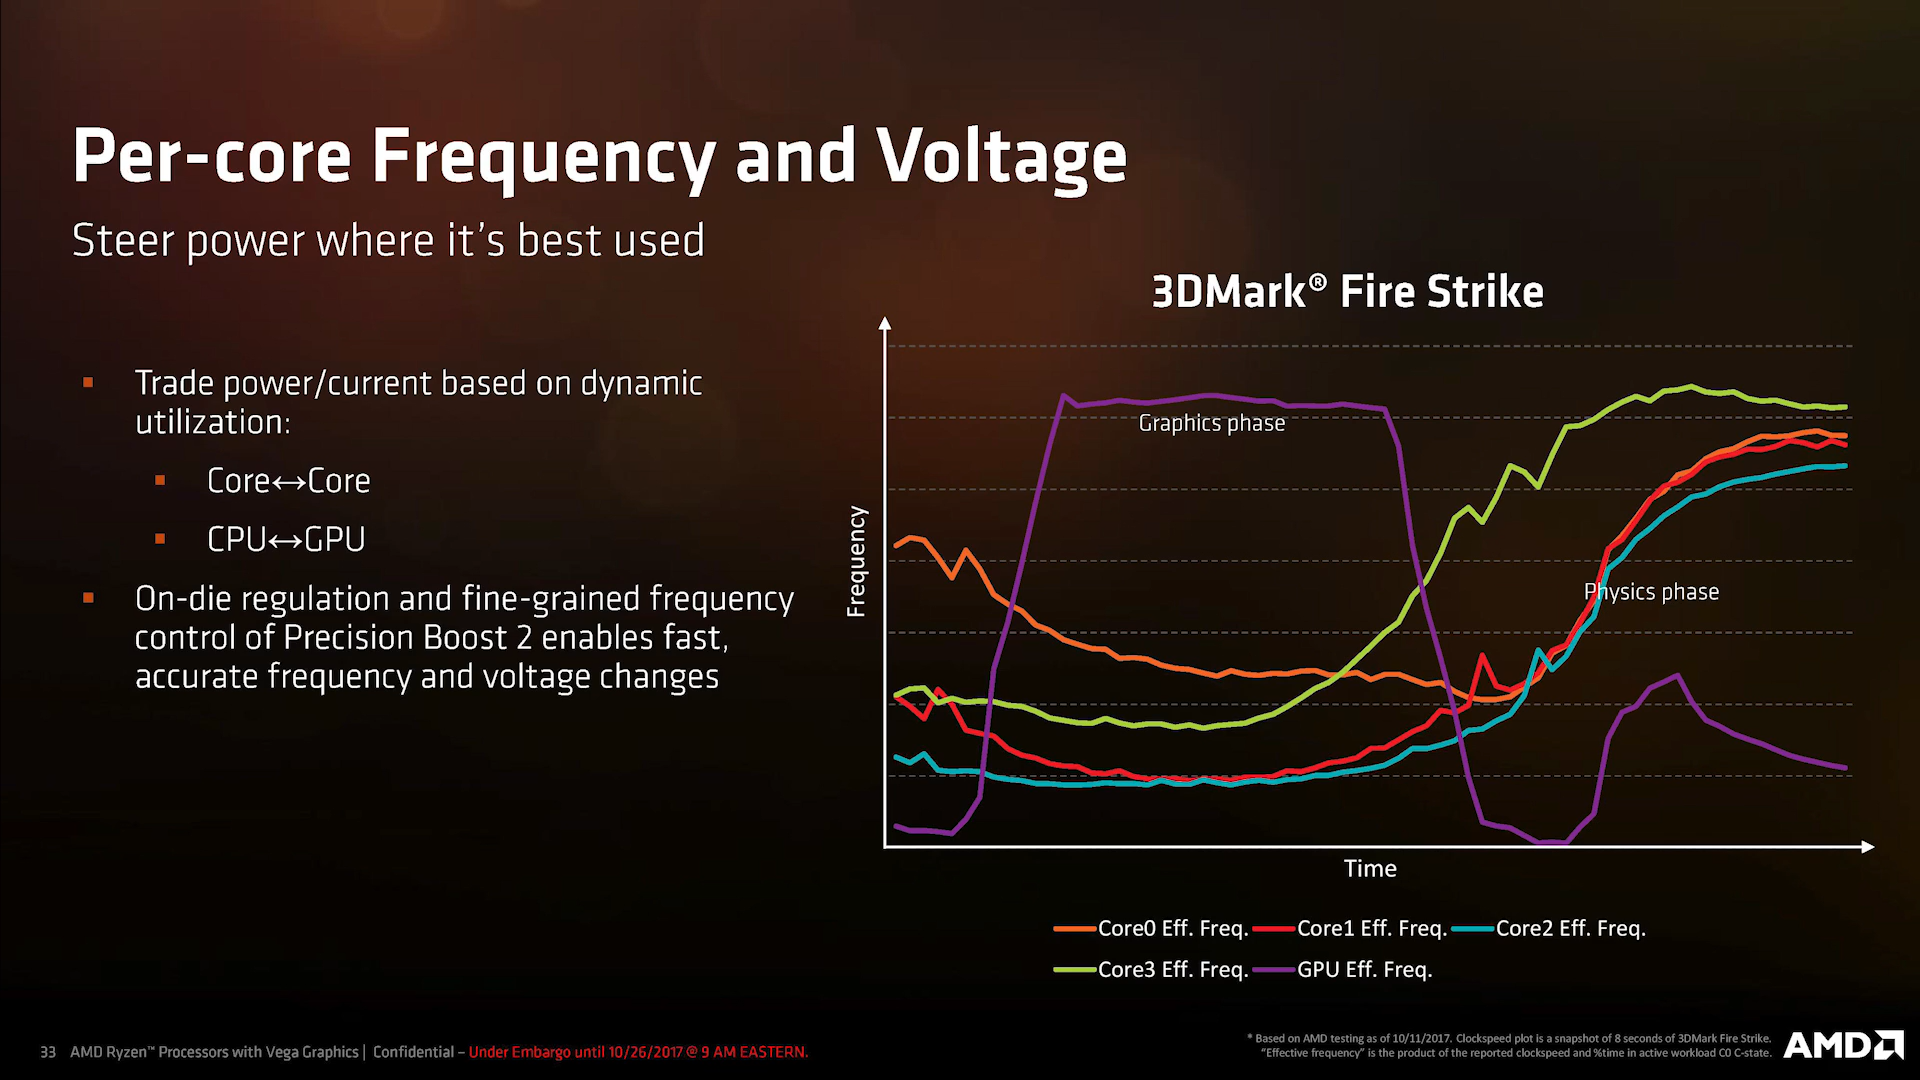 Per-core Frequency and Voltage
Steer power where it's best used
▪ Trade power/current based on dynamic
utilization:
▪ Core↔Core
▪ CPU↔GPU
▪ On-die regulation and fine-grained frequency
control of Precision Boost 2 enables fast,
accurate frequency and voltage changes
3DMark® Fire Strike
Frequency
Graphics phase
Physics phase
Time
Core0 Eff. Freq. Core1 Eff. Freq. Core2 Eff. Freq.
Core3 Eff. Freq. GPU Eff. Freq.
33 AMD Ryzen™ Processors with Vega Graphics | Confidential – Under Embargo until 10/26/2017 @ 9 AM EASTERN.
* Based on AMD testing as of 10/11/2017. Clockspeed plot is a snapshot of 8 seconds of 3DMark Fire Strike.
"Effective frequency" is the product of the reported clockspeed and %time in active workload C0 C-state.
AMD